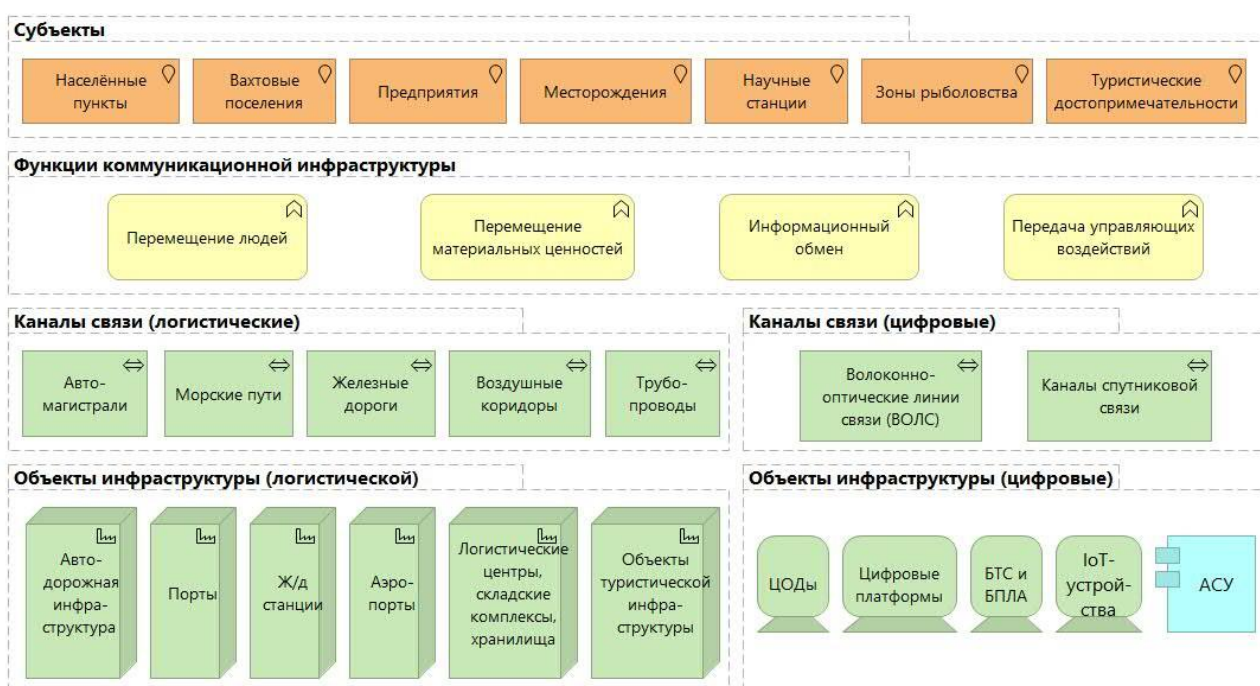 Субъекты
Населённые
пункты
Вахтовые
поселения
Предприятия
Месторождения
Научные
станции
Зоны рыболовства
Туристические
достопримечательности
Функции коммуникационной инфраструктуры
Перемещение людей
Перемещение
материальных ценностей
Информационный
обмен
Передача управляющих
воздействий
Каналы связи (логистические)
Авто-
магистрали
Морские пути
Железные
дороги
Воздушные
коридоры
Трубо-
проводы
Каналы связи (цифровые)
Волоконно-
оптические линии
связи (ВОЛС)
Каналы спутниковой
связи
Объекты инфраструктуры (логистической)
Авто-
дорожная
инфра-
структура
Порты
Ж/д
станции
Аэро-
порты
Логистические
центры,
складские
комплексы,
хранилища
Объекты
туристической
инфра-
структуры
Объекты инфраструктуры (цифровые)
ЦОДы
Цифровые
платформы
БТС и
БПЛА
IoT-
устрой-
ства
АСУ